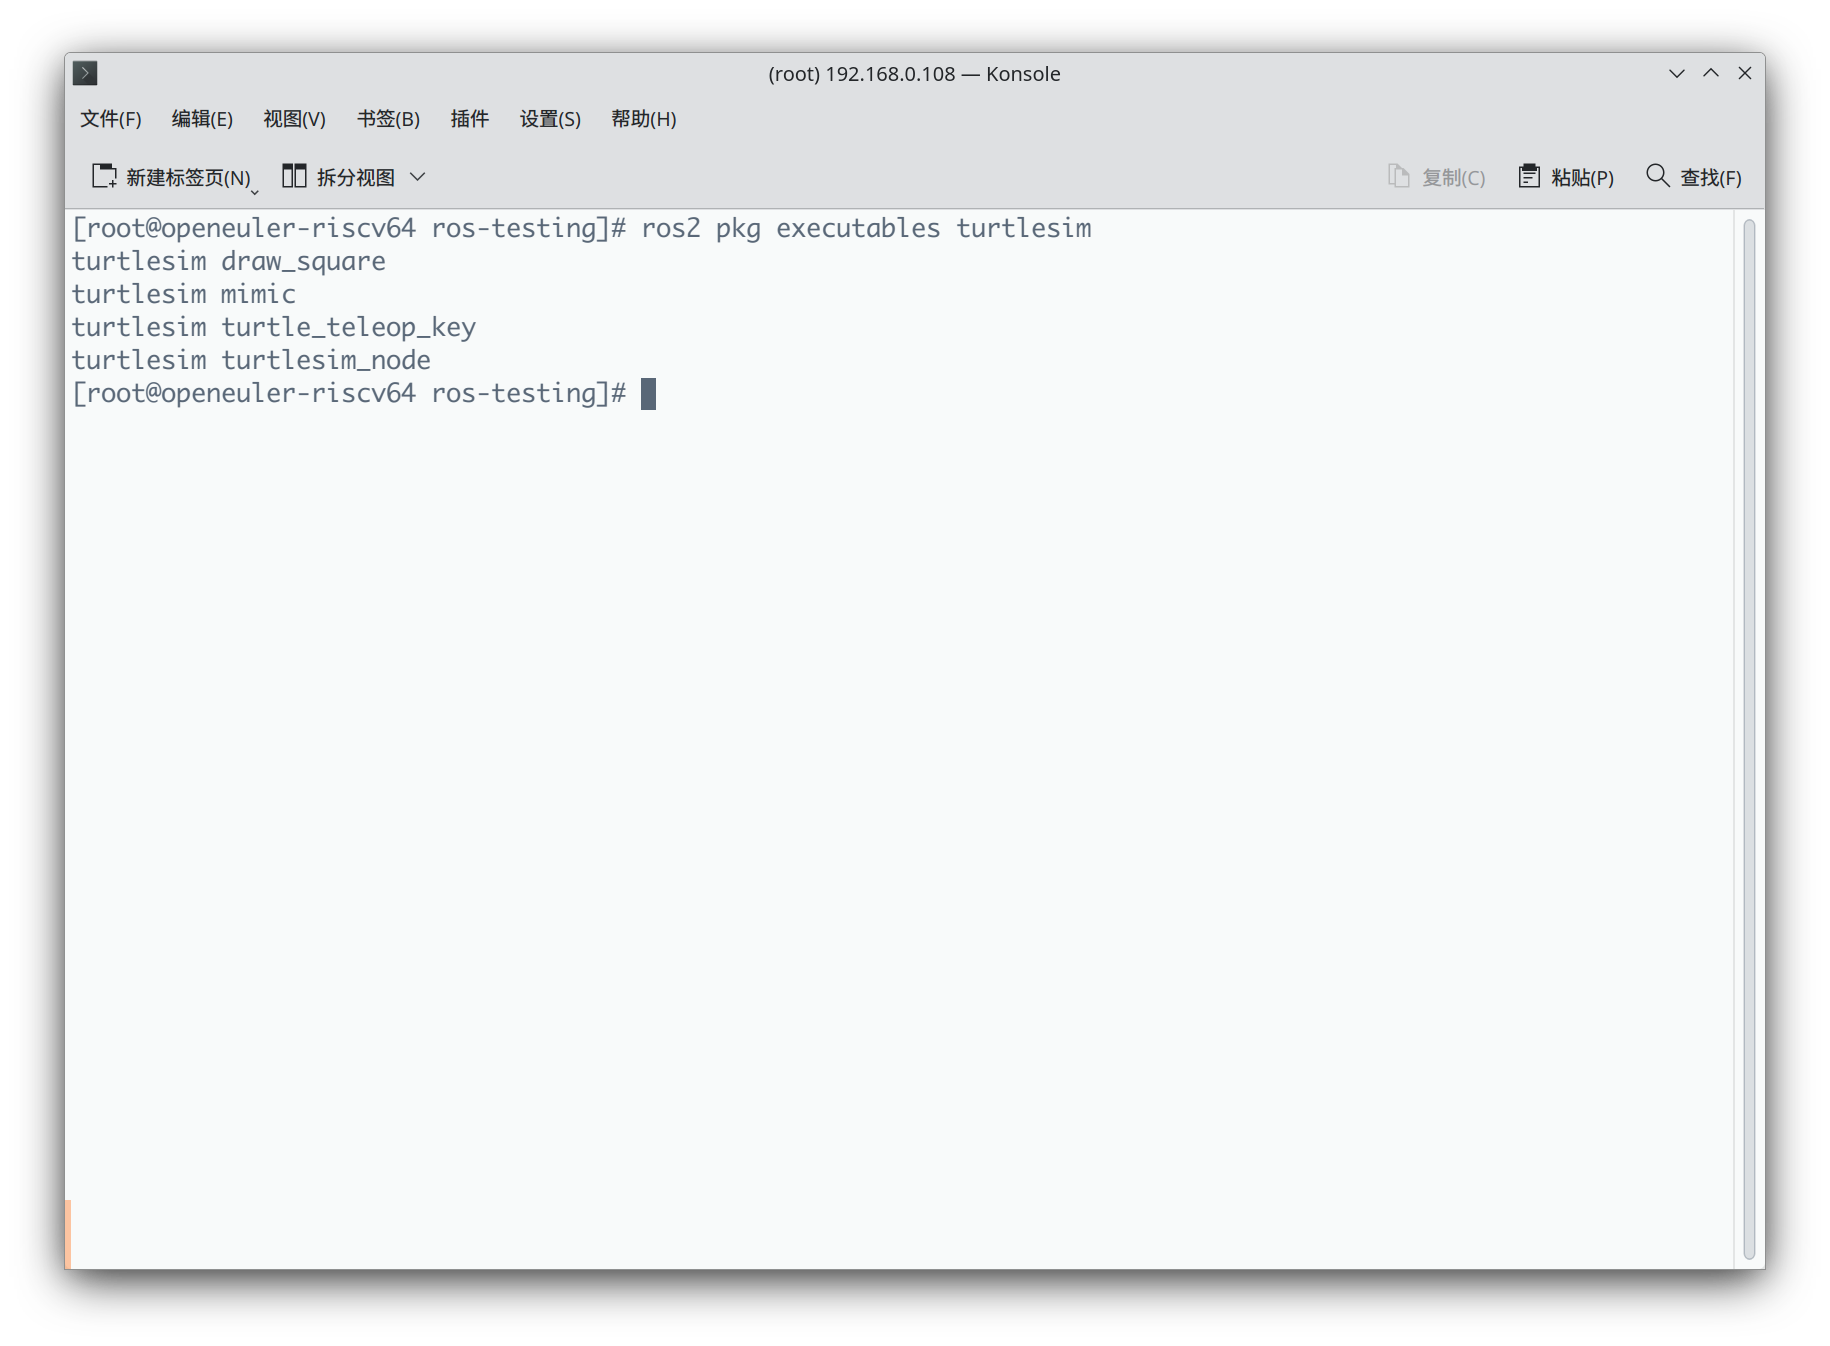 (root) 192.168.0.108 — Konsole
文件(F) 编辑(E) 视图(V) 书签(B) 插件 设置(S) 帮助(H)
新建标签页(N) 拆分视图 复制(C) 粘贴(P) 查找(F)
[root@openeuler-riscv64 ros-testing]# ros2 pkg executables turtlesim
turtlesim draw_square
turtlesim mimic
turtlesim turtle_teleop_key
turtlesim turtlesim_node
[root@openeuler-riscv64 ros-testing]#